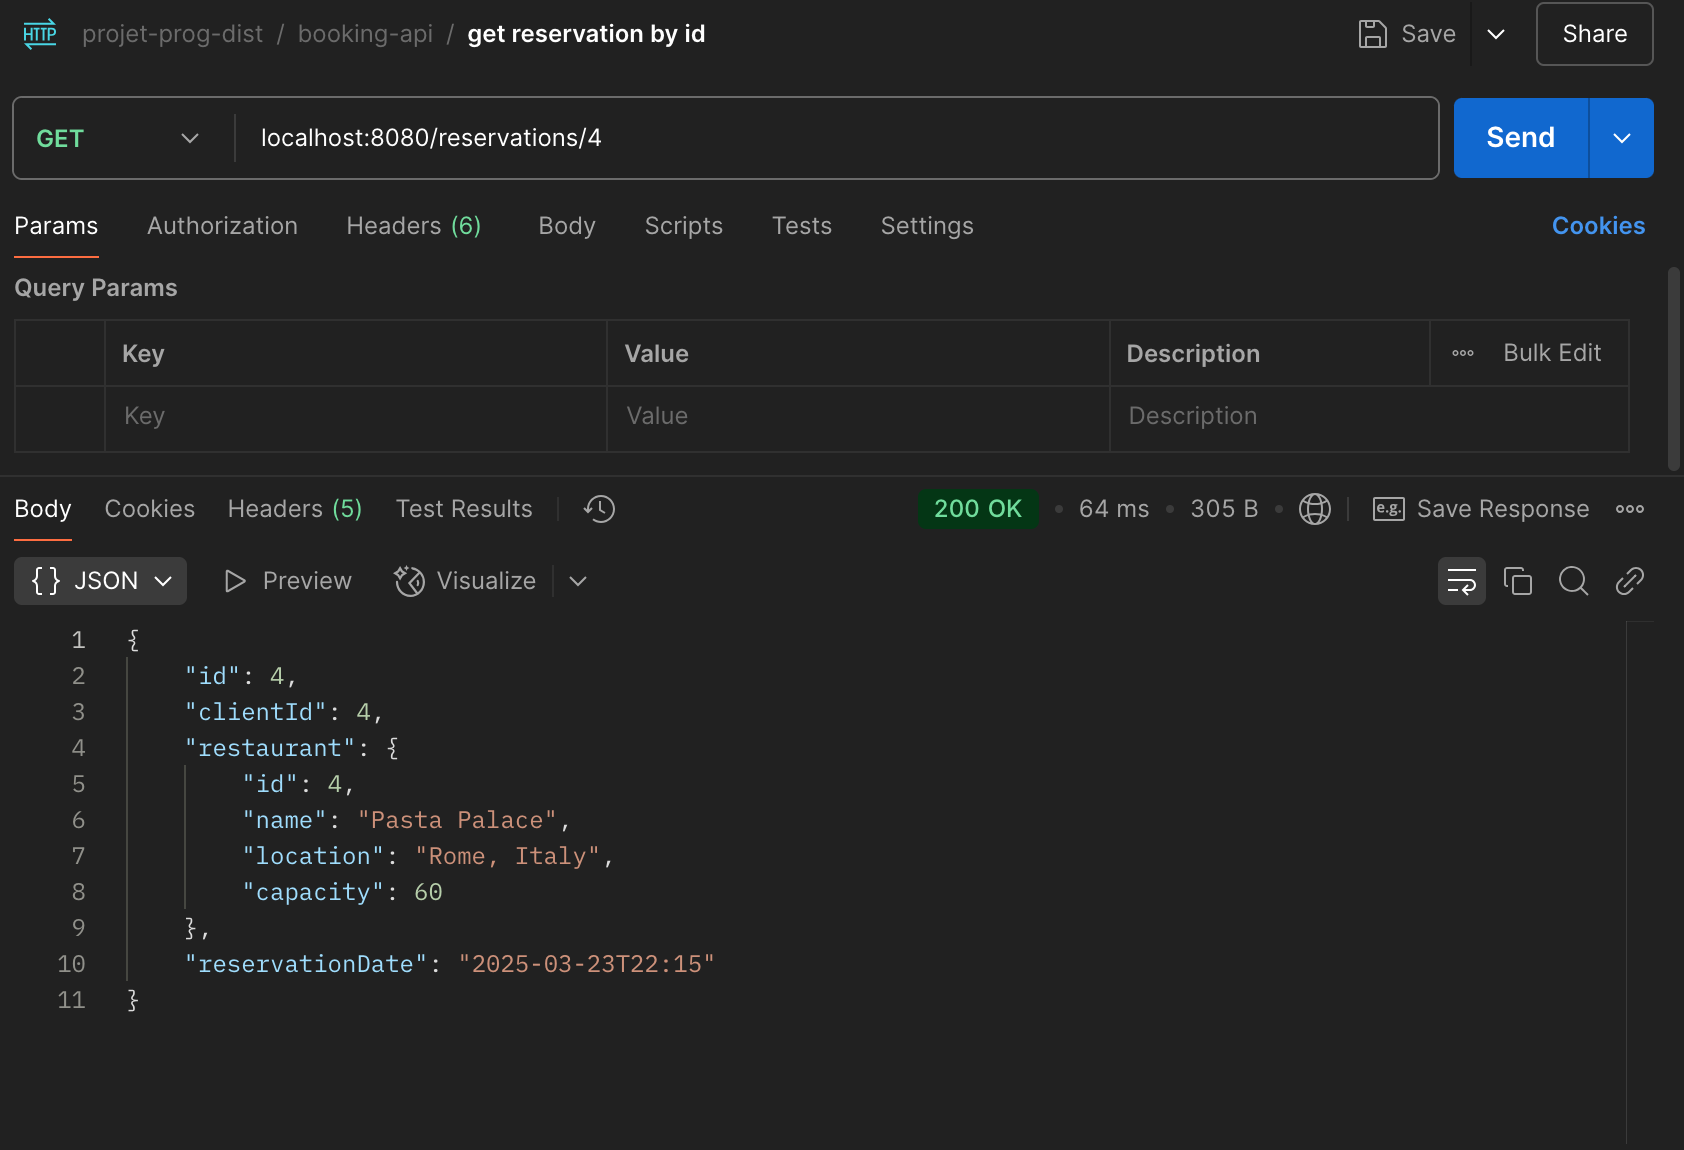 HTTP projet-prog-dist / booking-api / get reservation by id Save Share
GET localhost:8080/reservations/4 Send
Params Authorization Headers (6) Body Scripts Tests Settings Cookies
Query Params
Key Value Description Bulk Edit
Key Value Description
Body Cookies Headers (5) Test Results 200 OK • 64 ms • 305 B • e.g. Save Response
{ } JSON Preview Visualize
1 {
2 "id": 4,
3 "clientId": 4,
4 "restaurant": {
5 "id": 4,
6 "name": "Pasta Palace",
7 "location": "Rome, Italy",
8 "capacity": 60
9 },
10 "reservationDate": "2025-03-23T22:15"
11 }